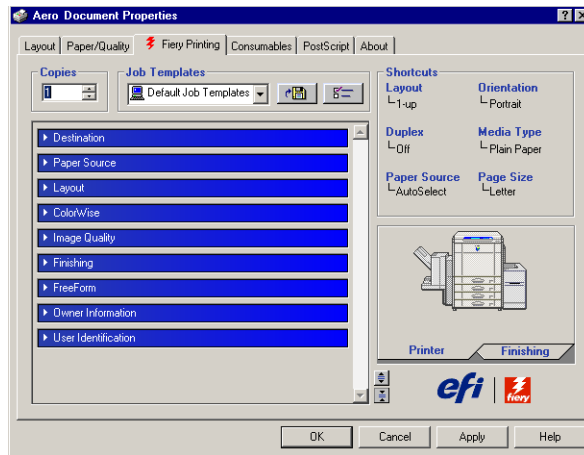 Aero Document Properties
Layout Paper/Quality Fiery Printing Consumables PostScript About
Copies
1
Job Templates
Default Job Templates
Shortcuts
Layout
1-up
Orientation
Portrait
Duplex
Off
Media Type
Plain Paper
Paper Source
AutoSelect
Page Size
Letter
Destination
Paper Source
Layout
ColorWise
Image Quality
Finishing
FreeForm
Owner Information
User Identification
Printer Finishing
efi fiery
OK Cancel Apply Help